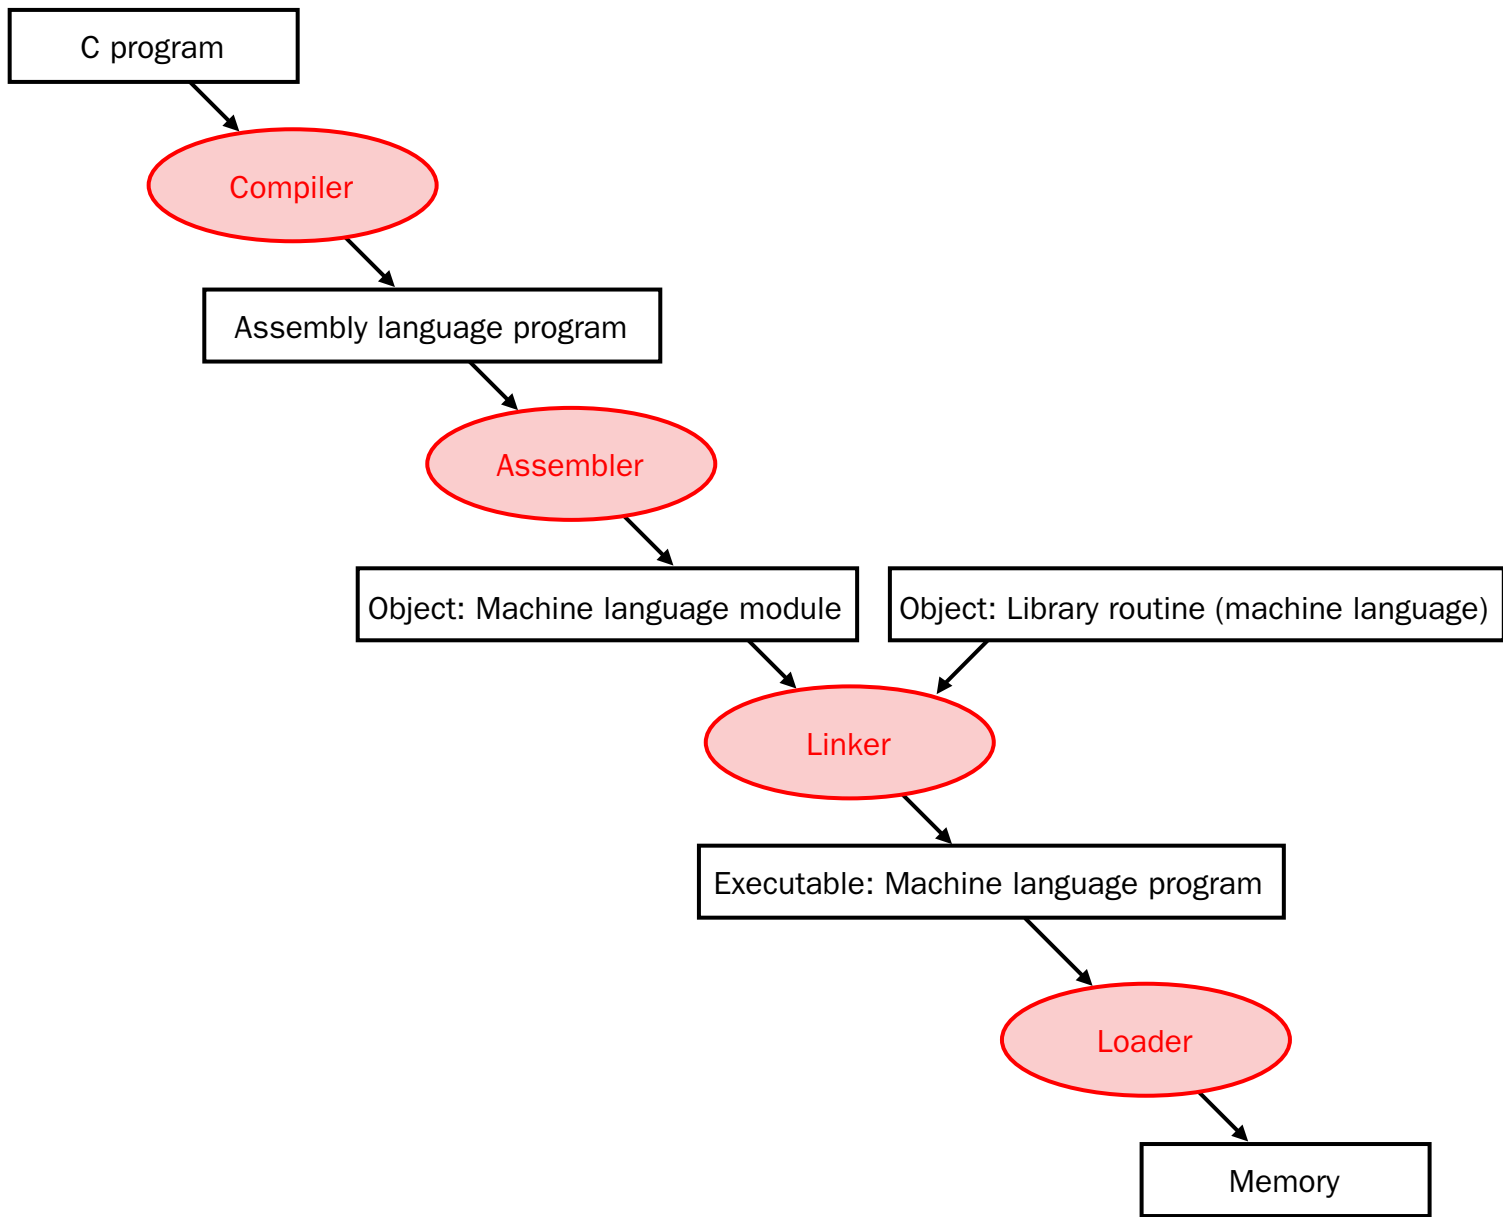 C program
Compiler
Assembly language program
Assembler
Object: Machine language module
Object: Library routine (machine language)
Linker
Executable: Machine language program
Loader
Memory